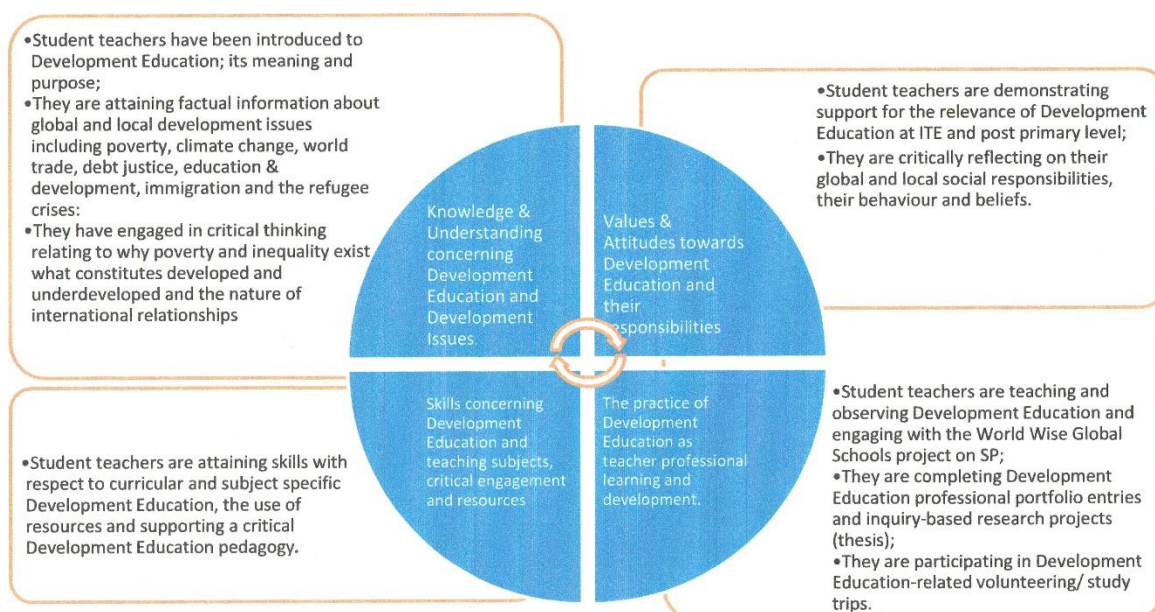 •Student teachers have been introduced to
Development Education; its meaning and
purpose;
•They are attaining factual information about
global and local development issues
including poverty, climate change, world
trade, debt justice, education &
development, immigration and the refugee
crises:
•They have engaged in critical thinking
relating to why poverty and inequality exist
what constitutes developed and
underdeveloped and the nature of
international relationships
Knowledge &
Understanding
concerning
Development
Education and
Development
Issues.
Values &
Attitudes towards
Development
Education and
their
responsibilities
•Student teachers are demonstrating
support for the relevance of Development
Education at ITE and post primary level;
•They are critically reflecting on their
global and local social responsibilities,
their behaviour and beliefs.
•Student teachers are attaining skills with
respect to curricular and subject specific
Development Education, the use of
resources and supporting a critical
Development Education pedagogy.
Skills concerning
Development
Education and
teaching subjects,
critical engagement
and resources
The practice of
Development
Education as
teacher professional
learning and
development.
•Student teachers are teaching and
observing Development Education and
engaging with the World Wise Global
Schools project on SP;
•They are completing Development
Education professional portfolio entries
and inquiry-based research projects
(thesis);
•They are participating in Development
Education-related volunteering/ study
trips.